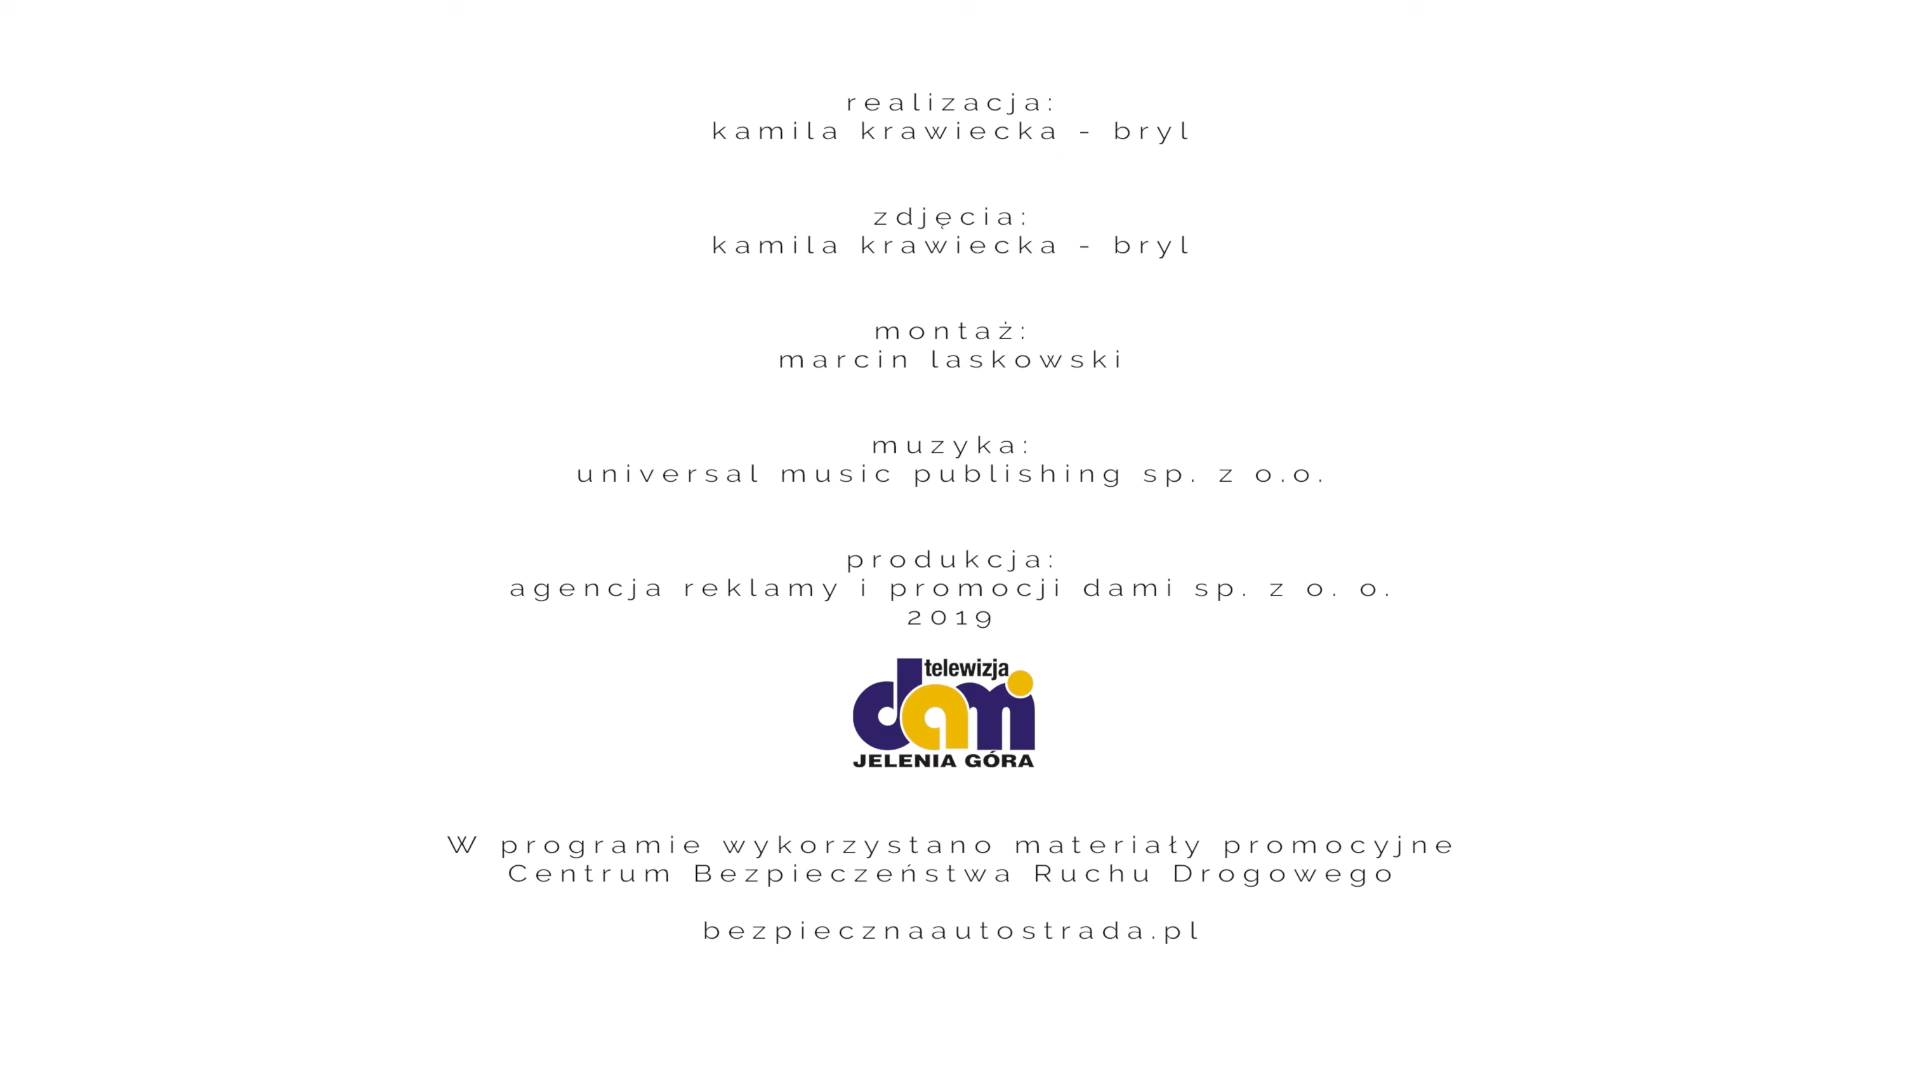 realizacja:
kamila krawiecka - bryl
zdjęcia:
kamila krawiecka - bryl
montaż:
marcin laskowski
muzyka:
universal music publishing sp. z o.o.
produkcja:
agencja reklamy i promocji dami sp. z o. o.
2019
telewizja
dami
JELENIA GÓRA
W programie wykorzystano materiały promocyjne
Centrum Bezpieczeństwa Ruchu Drogowego
bezpiecznaautostrada.pl